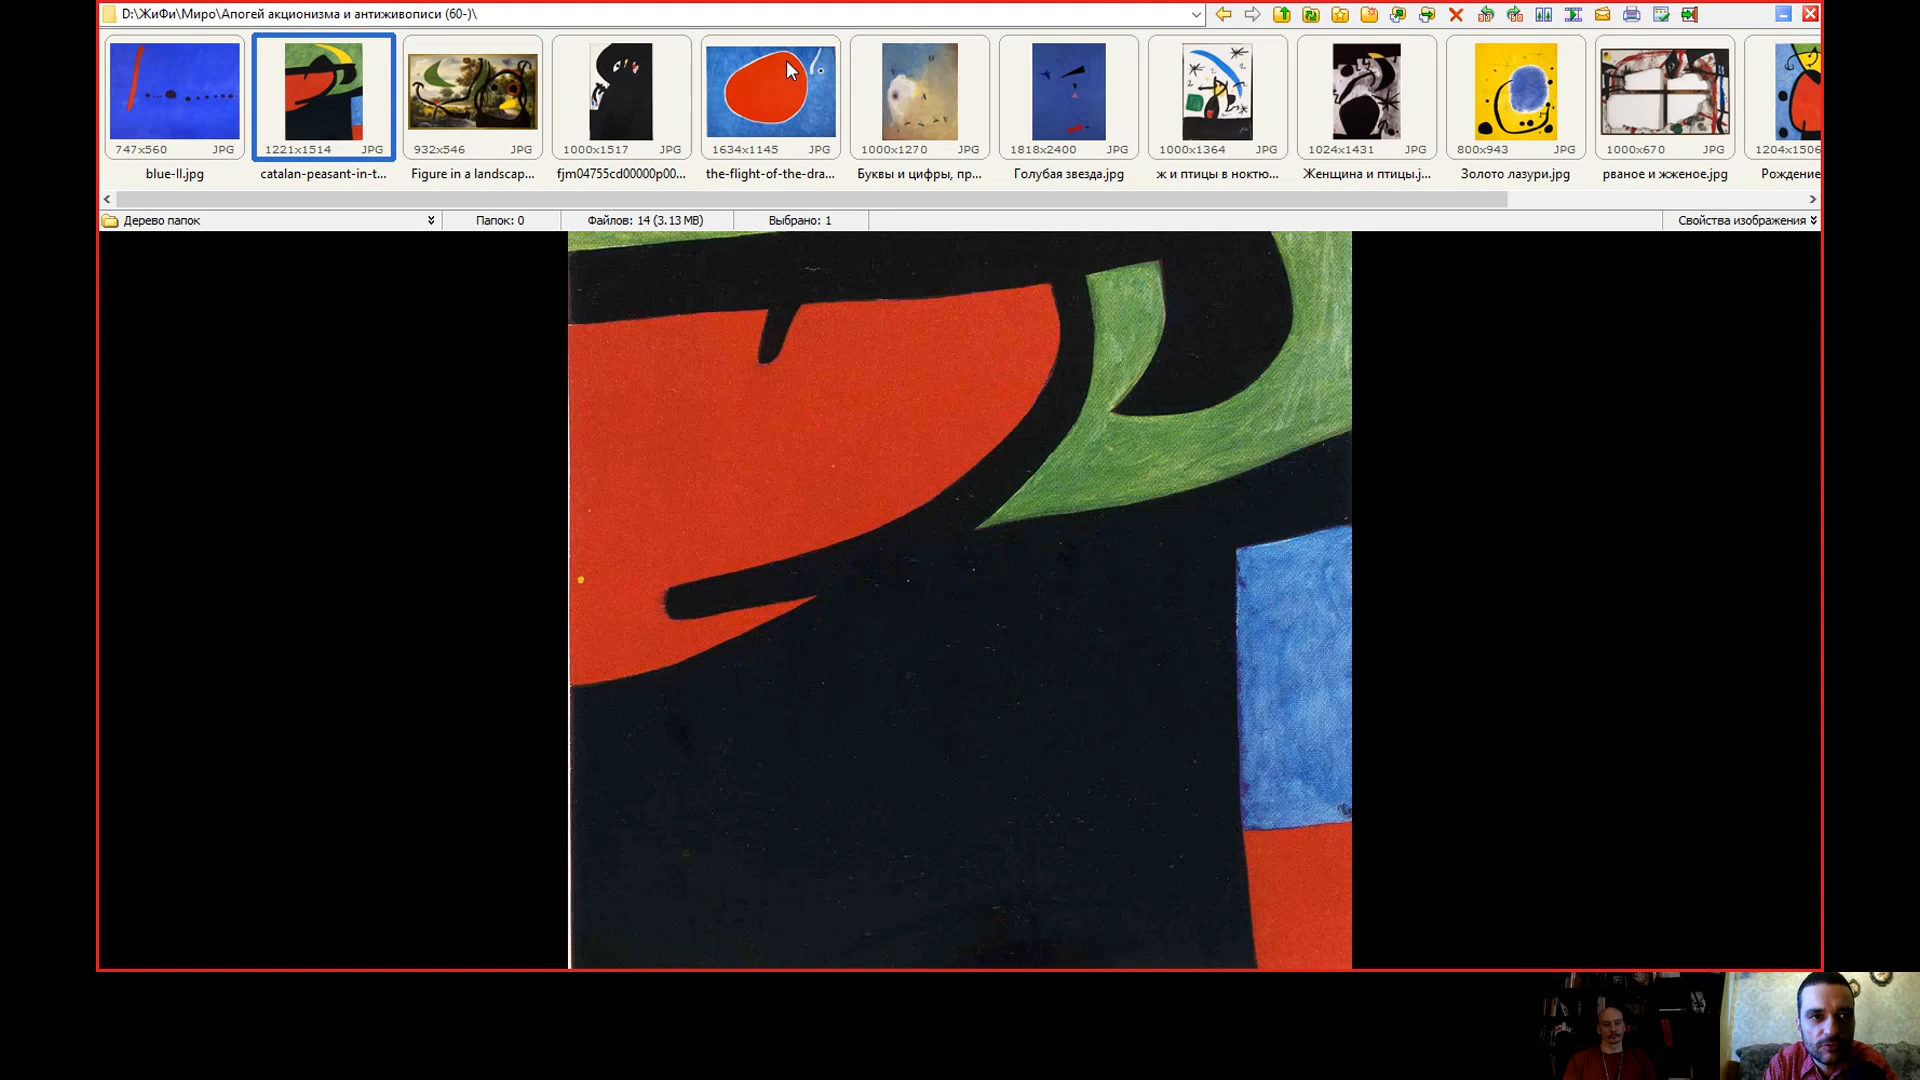 D:\ЖиФи\Миро\Апогей акционизма и антиживописи (60-)\
747x560 JPG
1221x1514 JPG
932x546 JPG
1000x1517 JPG
1634x1145 JPG
1000x1270 JPG
1818x2400 JPG
1000x1364 JPG
1024x1431 JPG
800x943 JPG
1000x670 JPG
1204x1506
blue-II.jpg
catalan-peasant-in-t...
Figure in a landscap...
fjm04755cd00000p00...
the-flight-of-the-dra...
Буквы и цифры, пр...
Голубая звезда.jpg
ж и птицы в ноктю...
Женщина и птицы.j...
Золото лазури.jpg
рваное и жженое.jpg
Рождение
Дерево папок
Папок: 0
Файлов: 14 (3.13 MB)
Выбрано: 1
Свойства изображения